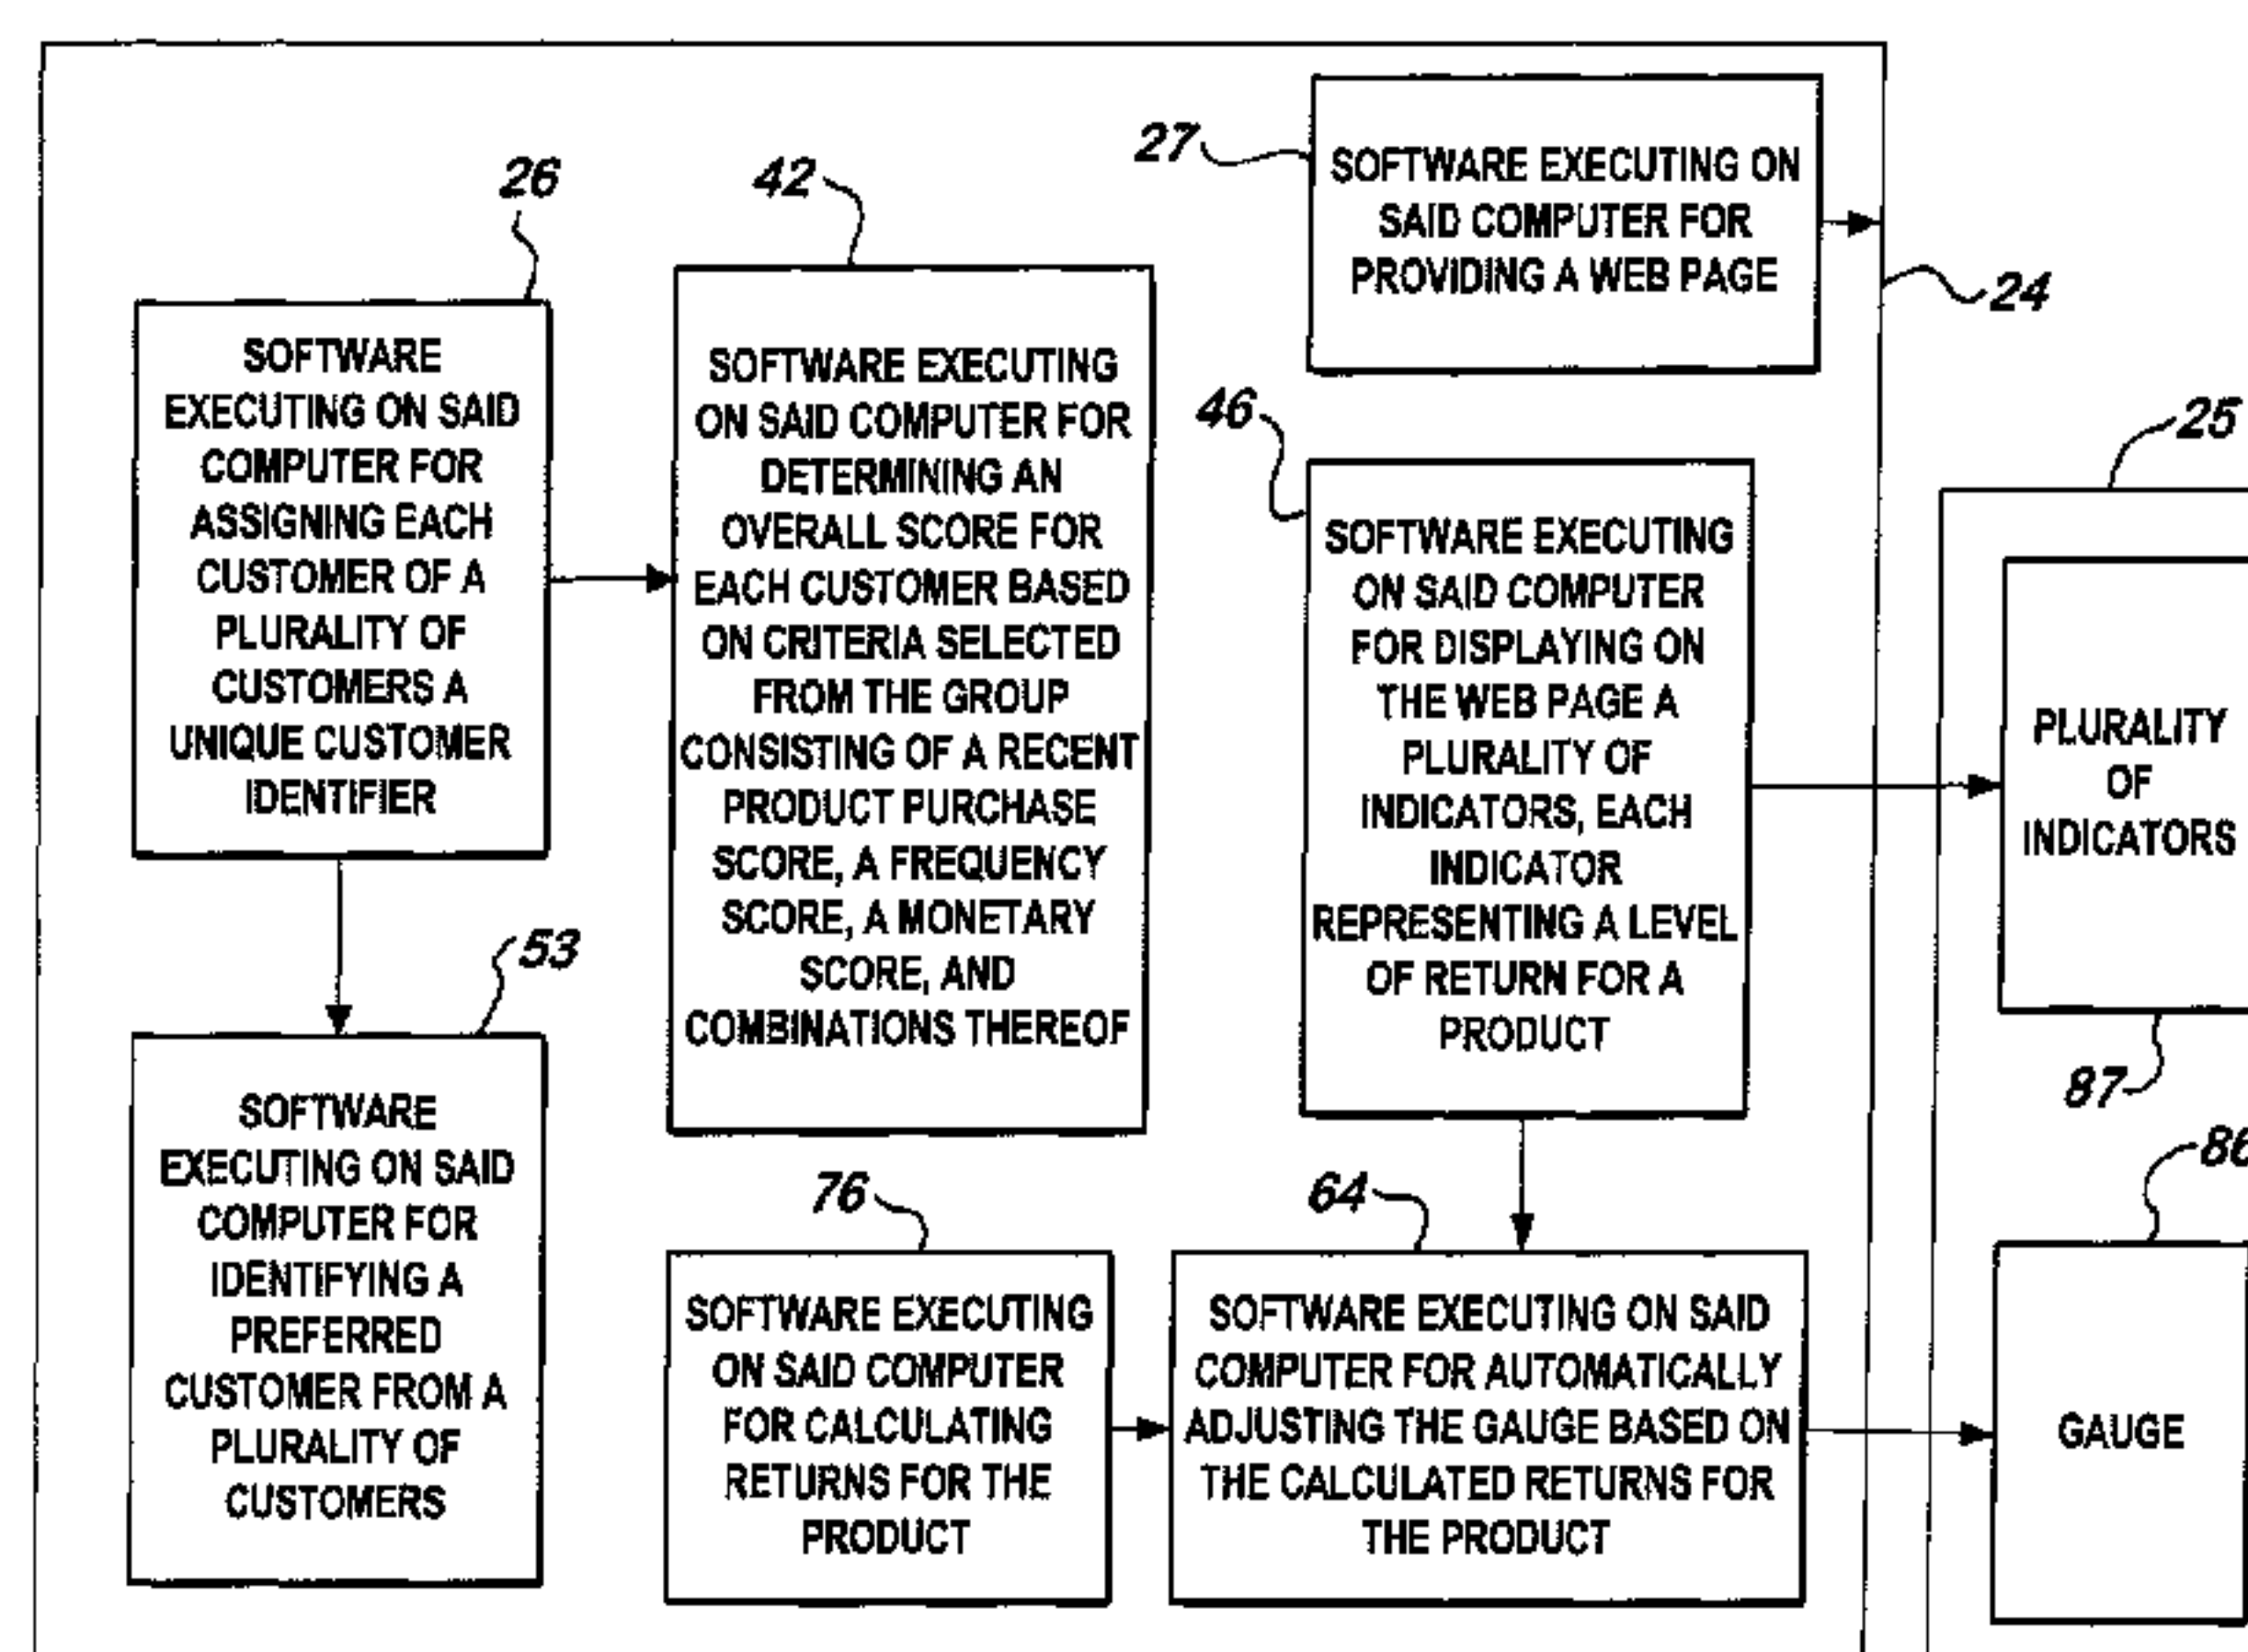 26
SOFTWARE
EXECUTING ON SAID
COMPUTER FOR
ASSIGNING EACH
CUSTOMER OF A
PLURALITY OF
CUSTOMERS A
UNIQUE CUSTOMER
IDENTIFIER
42
SOFTWARE EXECUTING
ON SAID COMPUTER FOR
DETERMINING AN
OVERALL SCORE FOR
EACH CUSTOMER BASED
ON CRITERIA SELECTED
FROM THE GROUP
CONSISTING OF A RECENT
PRODUCT PURCHASE
SCORE, A FREQUENCY
SCORE, A MONETARY
SCORE, AND
COMBINATIONS THEREOF
27
SOFTWARE EXECUTING ON
SAID COMPUTER FOR
PROVIDING A WEB PAGE
24
46
SOFTWARE EXECUTING
ON SAID COMPUTER
FOR DISPLAYING ON
THE WEB PAGE A
PLURALITY OF
INDICATORS, EACH
INDICATOR
REPRESENTING A LEVEL
OF RETURN FOR A
PRODUCT
25
PLURALITY
OF
INDICATORS
87
53
SOFTWARE
EXECUTING ON SAID
COMPUTER FOR
IDENTIFYING A
PREFERRED
CUSTOMER FROM A
PLURALITY OF
CUSTOMERS
76
SOFTWARE EXECUTING
ON SAID COMPUTER
FOR CALCULATING
RETURNS FOR THE
PRODUCT
64
SOFTWARE EXECUTING ON SAID
COMPUTER FOR AUTOMATICALLY
ADJUSTING THE GAUGE BASED ON
THE CALCULATED RETURNS FOR
THE PRODUCT
86
GAUGE